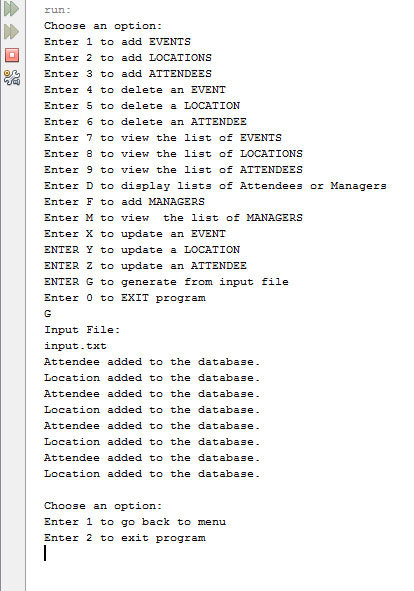 run:
Choose an option:
Enter 1 to add EVENTS
Enter 2 to add LOCATIONS
Enter 3 to add ATTENDEES
Enter 4 to delete an EVENT
Enter 5 to delete a LOCATION
Enter 6 to delete an ATTENDEE
Enter 7 to view the list of EVENTS
Enter 8 to view the list of LOCATIONS
Enter 9 to view the list of ATTENDEES
Enter D to display lists of Attendees or Managers
Enter F to add MANAGERS
Enter M to view  the list of MANAGERS
Enter X to update an EVENT
ENTER Y to update a LOCATION
ENTER Z to update an ATTENDEE
ENTER G to generate from input file
Enter 0 to EXIT program
G
Input File:
input.txt
Attendee added to the database.
Location added to the database.
Attendee added to the database.
Location added to the database.
Attendee added to the database.
Location added to the database.
Attendee added to the database.
Location added to the database.
Choose an option:
Enter 1 to go back to menu
Enter 2 to exit program